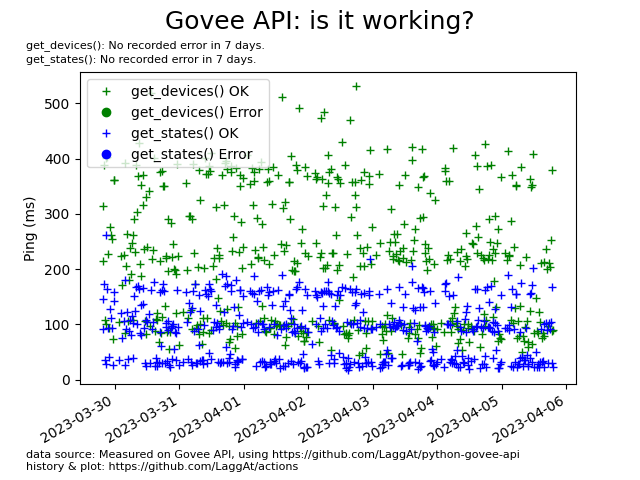 Govee API: is it working?
get_devices(): No recorded error in 7 days.
get_states(): No recorded error in 7 days.
get_devices() OK
get_devices() Error
get_states() OK
get_states() Error
Ping (ms)
500
400
300
200
100
0
2023-03-30
2023-03-31
2023-04-01
2023-04-02
2023-04-03
2023-04-04
2023-04-05
2023-04-06
data source: Measured on Govee API, using https://github.com/LaggAt/python-govee-api
history & plot: https://github.com/LaggAt/actions